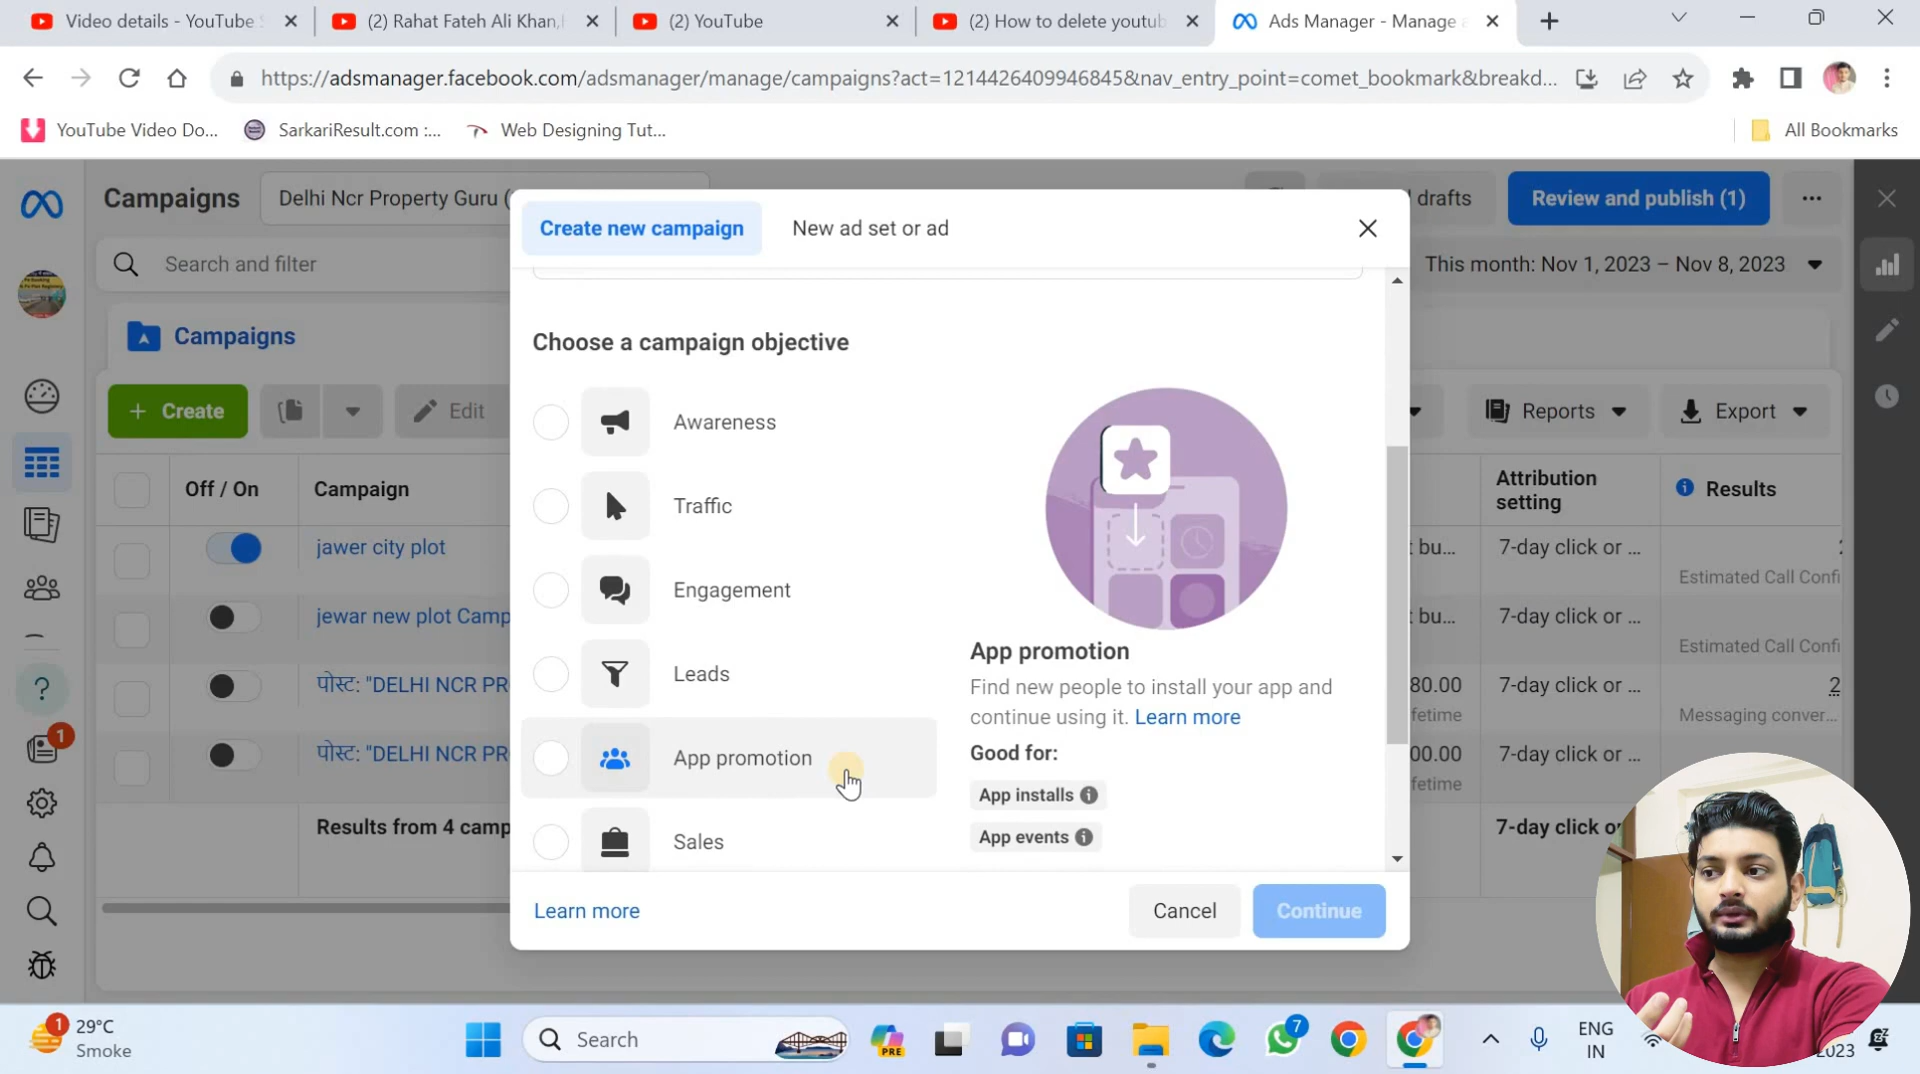 Video details - YouTube S
(2) Rahat Fateh Ali Khan,
(2) YouTube
(2) How to delete youtub
Ads Manager - Manage a
https://adsmanager.facebook.com/adsmanager/manage/campaigns?act=1214426409946845&nav_entry_point=comet_bookmark&breakd...
YouTube Video Do...
SarkariResult.com :...
Web Designing Tut...
All Bookmarks
Campaigns
Delhi Ncr Property Guru (
drafts
Review and publish (1)
Create new campaign
New ad set or ad
Search and filter
This month: Nov 1, 2023 – Nov 8, 2023
Campaigns
Choose a campaign objective
+ Create
Edit
Reports
Export
Awareness
Traffic
Engagement
Leads
App promotion
Sales
App promotion
Find new people to install your app and
continue using it. Learn more
Good for:
App installs
App events
Off / On
Campaign
Attribution
setting
Results
jawer city plot
t bu...
7-day click or ...
Estimated Call Confi
jewar new plot Camp
t bu...
7-day click or ...
Estimated Call Confi
पोस्ट: "DELHI NCR PR
80.00
fetime
7-day click or ...
2
Messaging conver...
पोस्ट: "DELHI NCR PR
00.00
fetime
7-day click or ...
Results from 4 camp
7-day click o
1
Learn more
Cancel
Continue
1
29°C
Smoke
Search
PRE
7
ENG
IN
2023